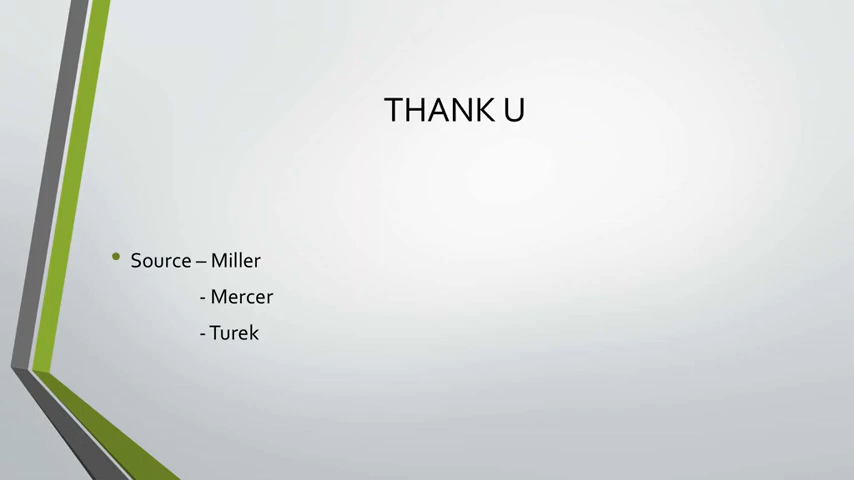 THANK U
• Source – Miller
- Mercer
- Turek